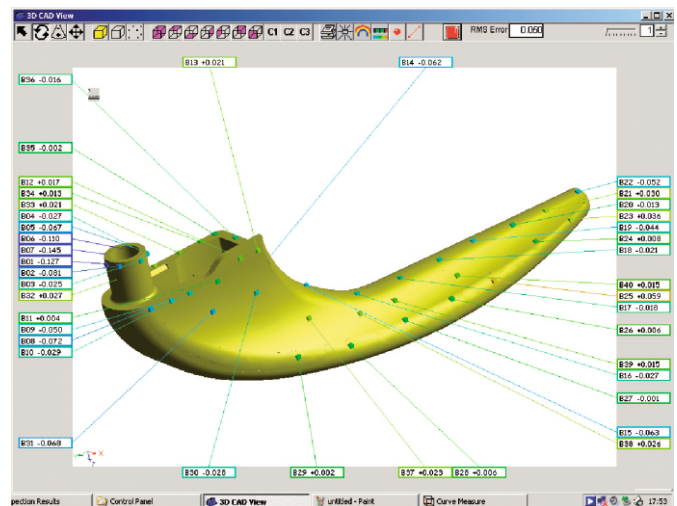 3D CAD View
C1 C2 C3 RMS Error 0.060 1
B13 +0.021
B14 -0.062
B36 -0.016
B35 -0.002
B12 +0.017
B34 +0.013
B33 +0.021
B04 -0.027
B05 -0.067
B06 -0.110
B07 -0.145
B01 -0.127
B02 -0.081
B03 -0.025
B32 +0.027
B11 +0.004
B09 -0.050
B08 -0.072
B10 -0.029
B31 -0.068
B22 -0.052
B21 +0.030
B20 -0.013
B23 +0.036
B19 -0.044
B24 +0.008
B18 -0.021
B40 +0.015
B25 +0.059
B17 -0.018
B26 +0.006
B39 +0.015
B16 -0.027
B27 -0.001
B15 -0.063
B38 +0.026
B30 -0.028
B29 +0.002
B37 +0.023
B28 +0.006
pection Results Control Panel 3D CAD View untitled - Paint Curve Measure 17:53